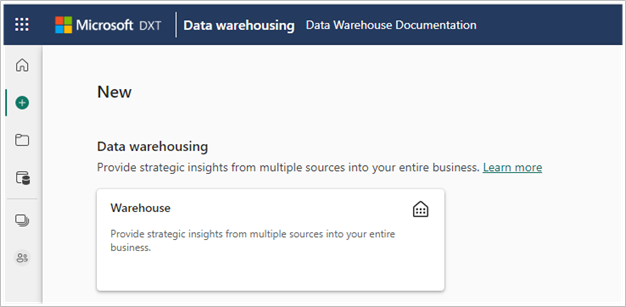 Microsoft DXT Data warehousing Data Warehouse Documentation
New
Data warehousing
Provide strategic insights from multiple sources into your entire business. Learn more
Warehouse
Provide strategic insights from multiple sources into your entire
business.